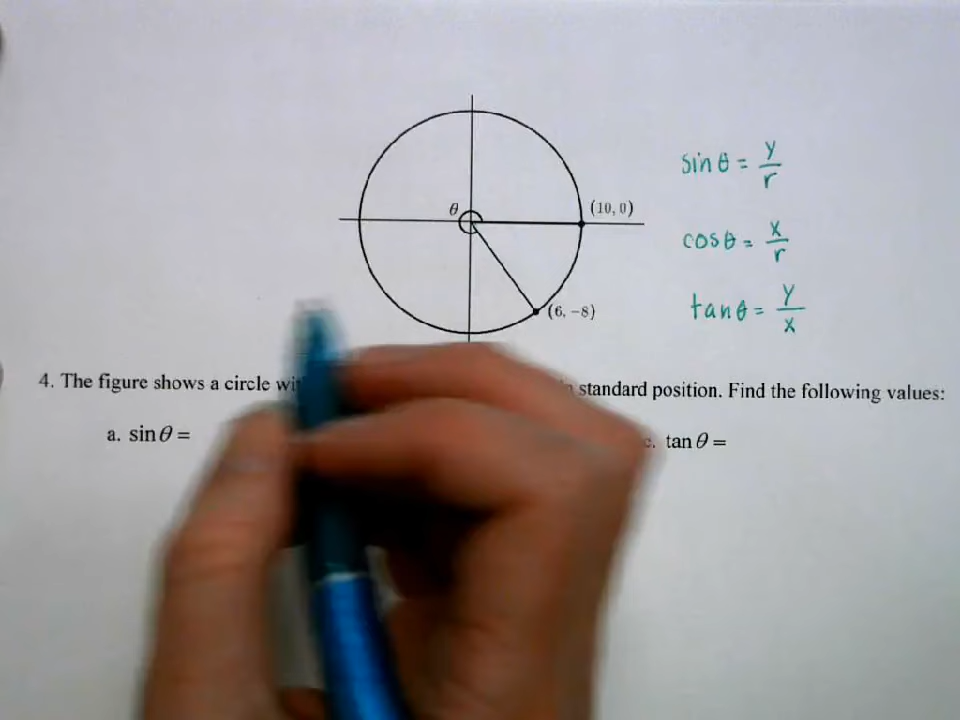 θ
(10, 0)
(6, −8)
sin θ = y/r
cos θ = x/r
tan θ = y/x
4. The figure shows a circle standard position. Find the following values:
a. sin θ =
c. tan θ =